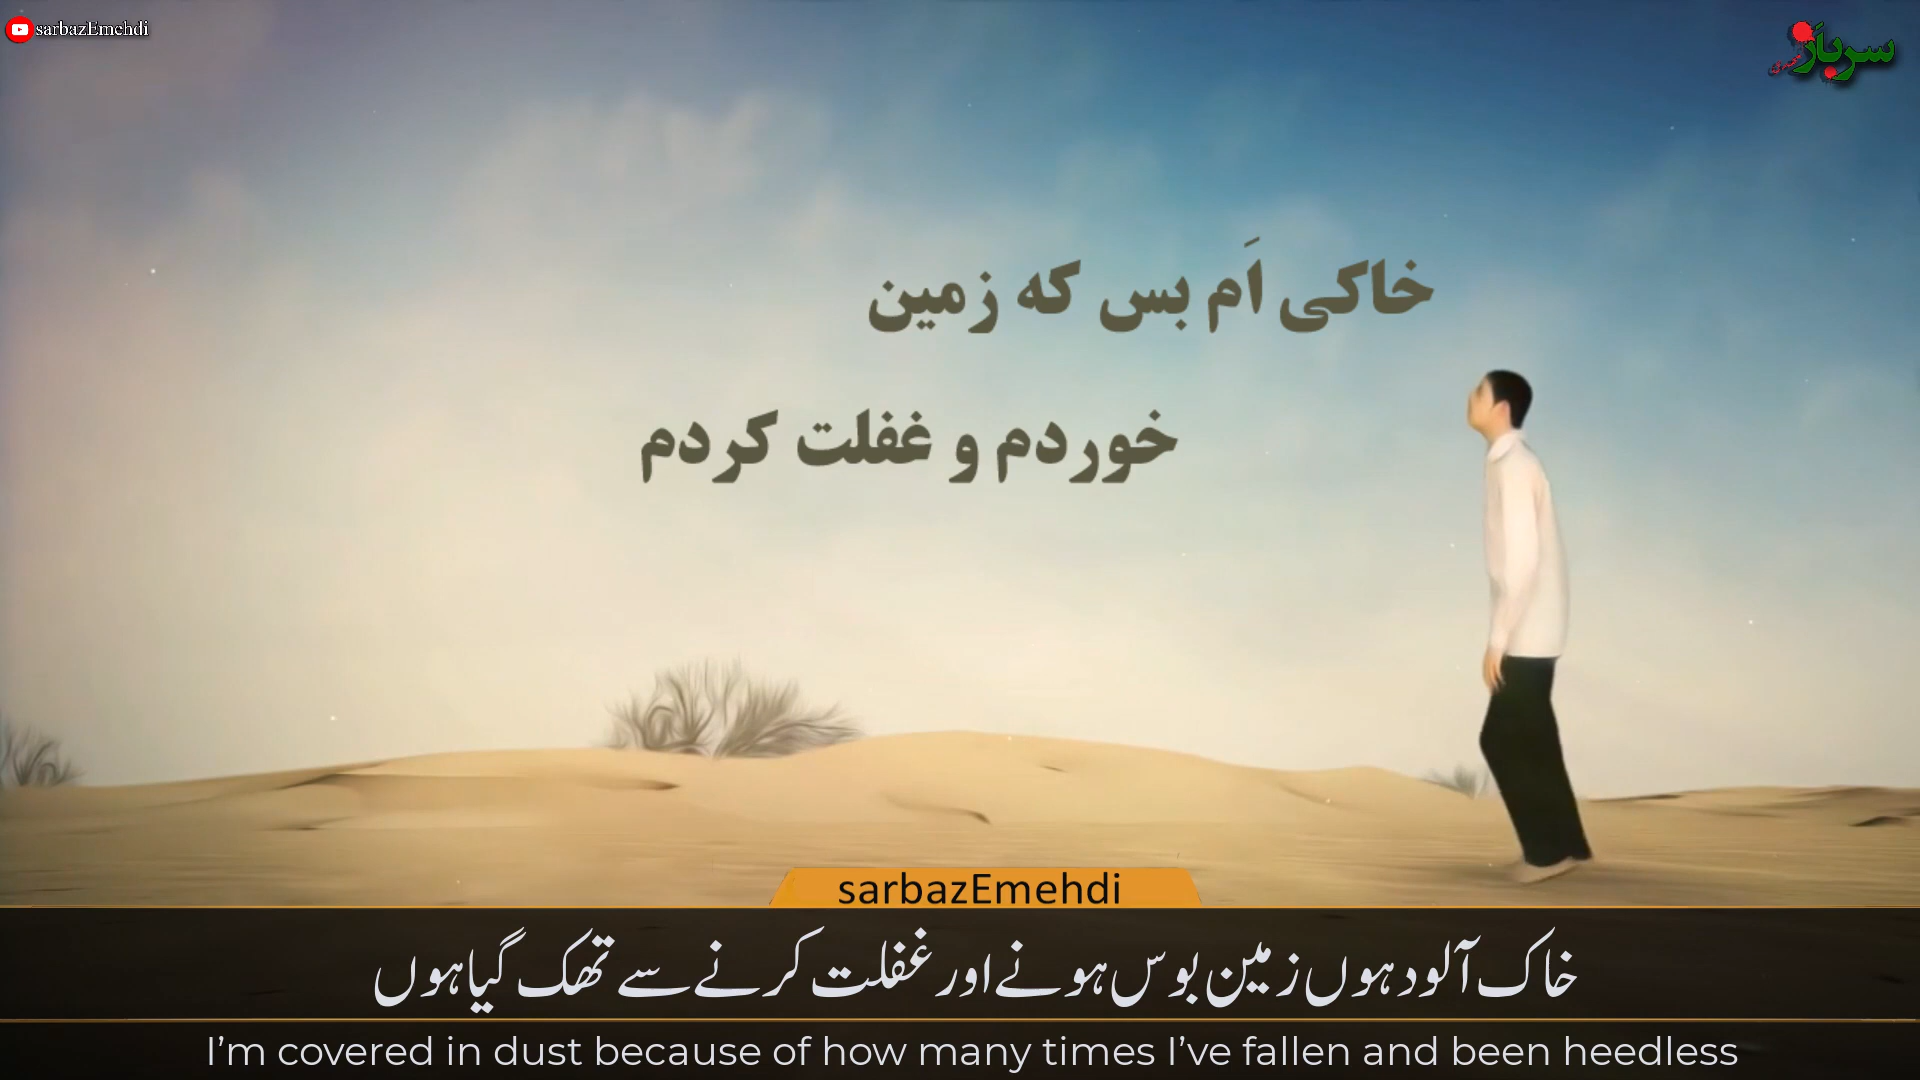 sarbazEmehdi
سرباز
خاکی اَم بس که زمین
خوردم و غفلت کردم
sarbazEmehdi
خاک آلود ہوں زمین بوس ہونے اور غفلت کرنے سے تھک گیا ہوں
I’m covered in dust because of how many times I’ve fallen and been heedless